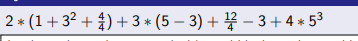 2 ∗ (1 + 3² + 4/4) + 3 ∗ (5 − 3) + 12/4 − 3 + 4 ∗ 5³